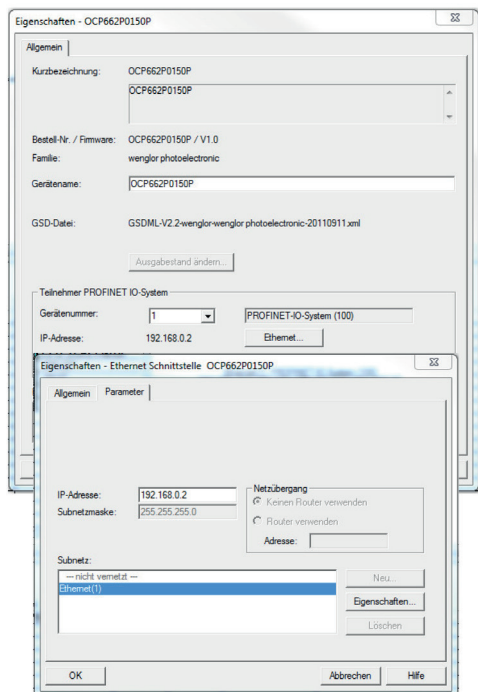 Eigenschaften - OCP662P0150P
Allgemein
Kurzbezeichnung: OCP662P0150P
OCP662P0150P
Bestell-Nr. / Firmware: OCP662P0150P / V1.0
Familie: wenglor photoelectronic
Gerätename: OCP662P0150P
GSD-Datei: GSDML-V2.2-wenglor-wenglor photoelectronic-20110911.xml
Ausgabestand ändern...
Teilnehmer PROFINET IO-System
Gerätenummer: 1 PROFINET-IO-System (100)
IP-Adresse: 192.168.0.2 Ethernet...
Eigenschaften - Ethernet Schnittstelle OCP662P0150P
Allgemein Parameter
Netzübergang
IP-Adresse: 192.168.0.2 Keinen Router verwenden
Subnetzmaske: 255.255.255.0
Router verwenden
Adresse:
Subnetz:
--- nicht vernetzt --- Neu...
Ethernet(1)
Eigenschaften...
Löschen
OK Abbrechen Hilfe